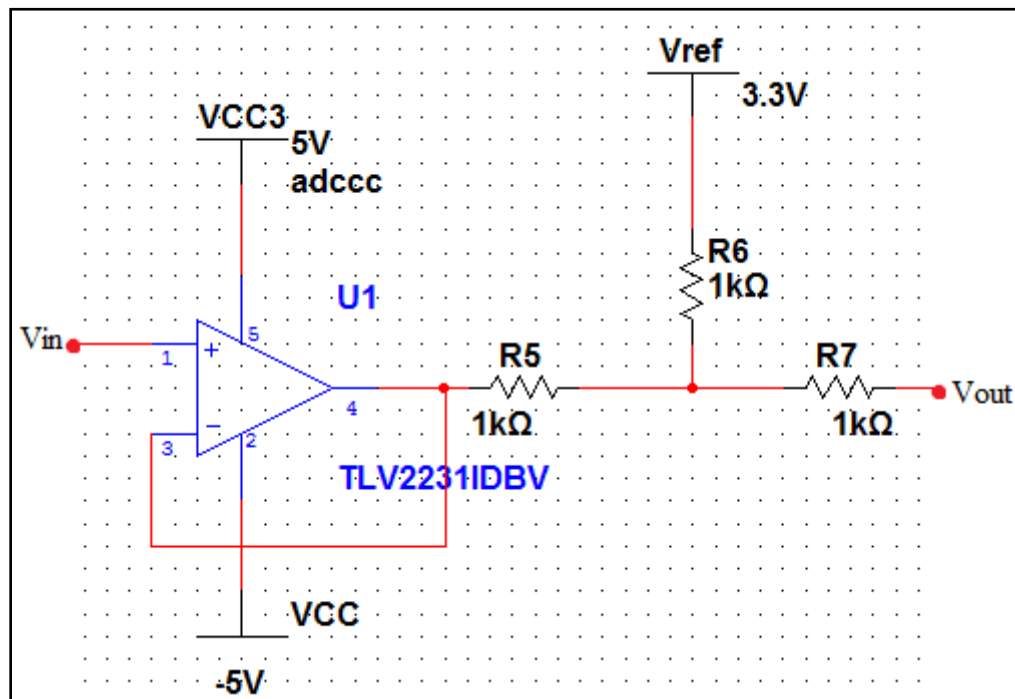 Vref
3.3V
VCC3
5V
adccc
R6
1kΩ
U1
Vin
1
+
5
R5
R7
4
Vout
1kΩ
1kΩ
3
−
2
TLV2231IDBV
VCC
-5V